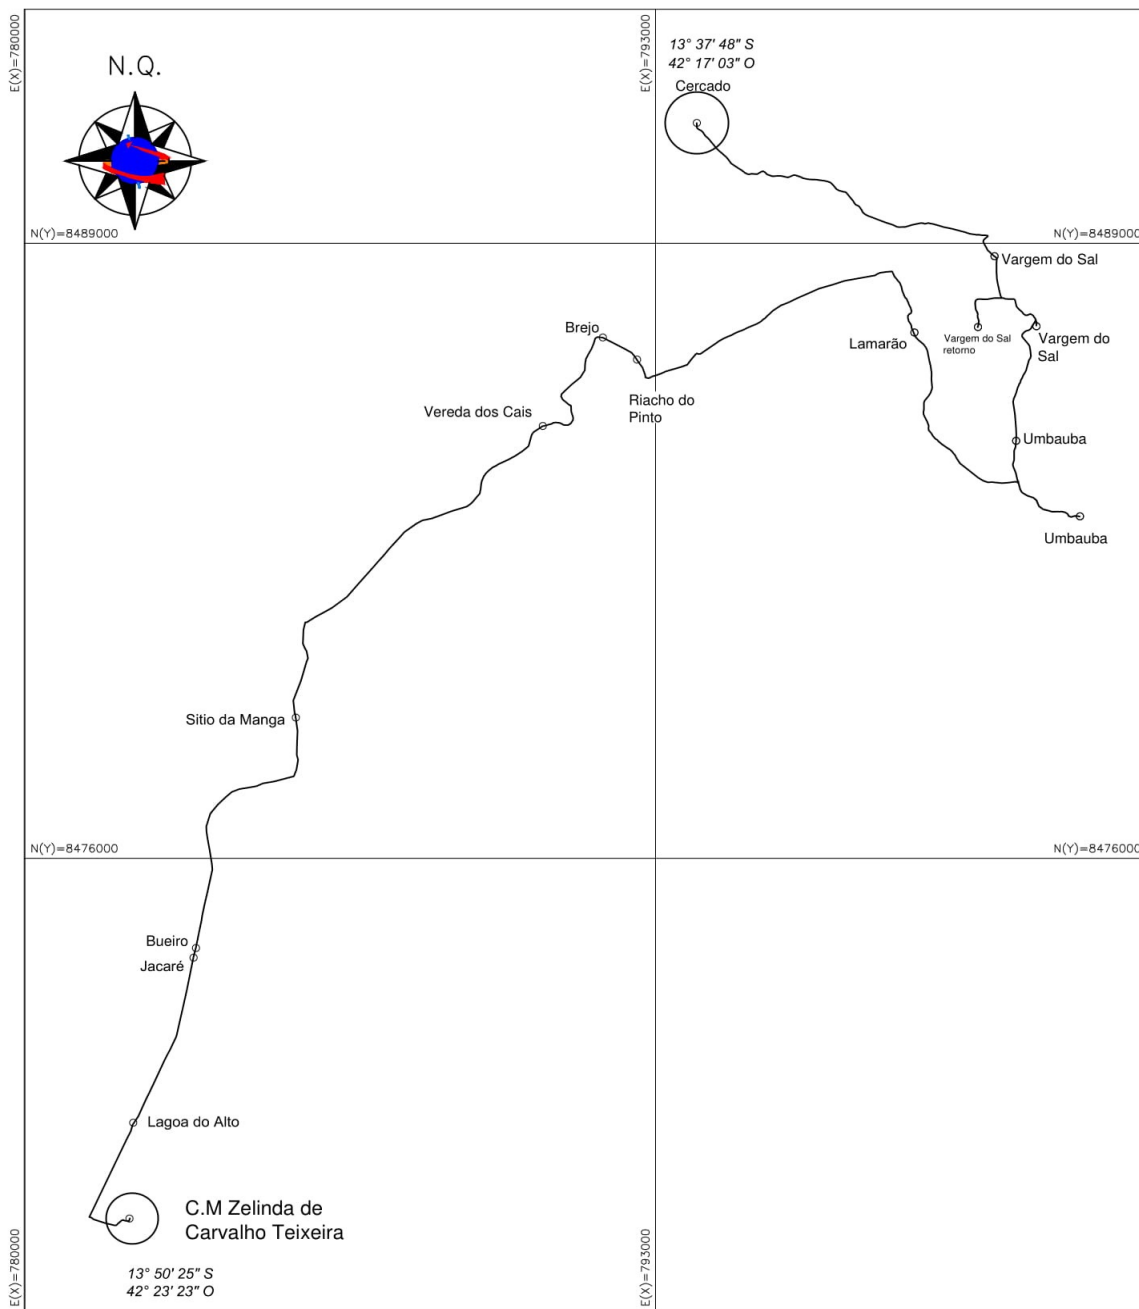 E(X)=780000
E(X)=793000
13° 37' 48" S
42° 17' 03" O
Cercado
N.Q.
N(Y)=8489000
N(Y)=8489000
Vargem do Sal
Brejo
Lamarão
Vargem do Sal
retorno
Vargem do
Sal
Riacho do
Pinto
Vereda dos Cais
Umbauba
Umbauba
Sitio da Manga
N(Y)=8476000
N(Y)=8476000
Bueiro
Jacaré
Lagoa do Alto
C.M Zelinda de
Carvalho Teixeira
13° 50' 25" S
42° 23' 23" O
E(X)=780000
E(X)=793000